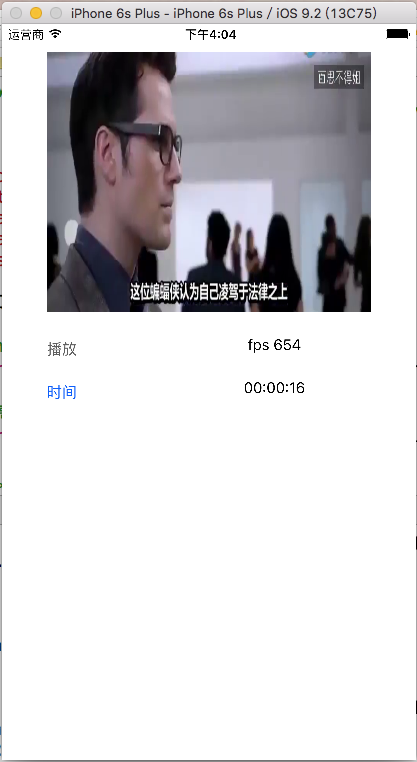 iPhone 6s Plus - iPhone 6s Plus / iOS 9.2 (13C75)
运营商 下午4:04
百思不得姐
这位蝙蝠侠认为自己凌驾于法律之上
播放 fps 654
时间 00:00:16